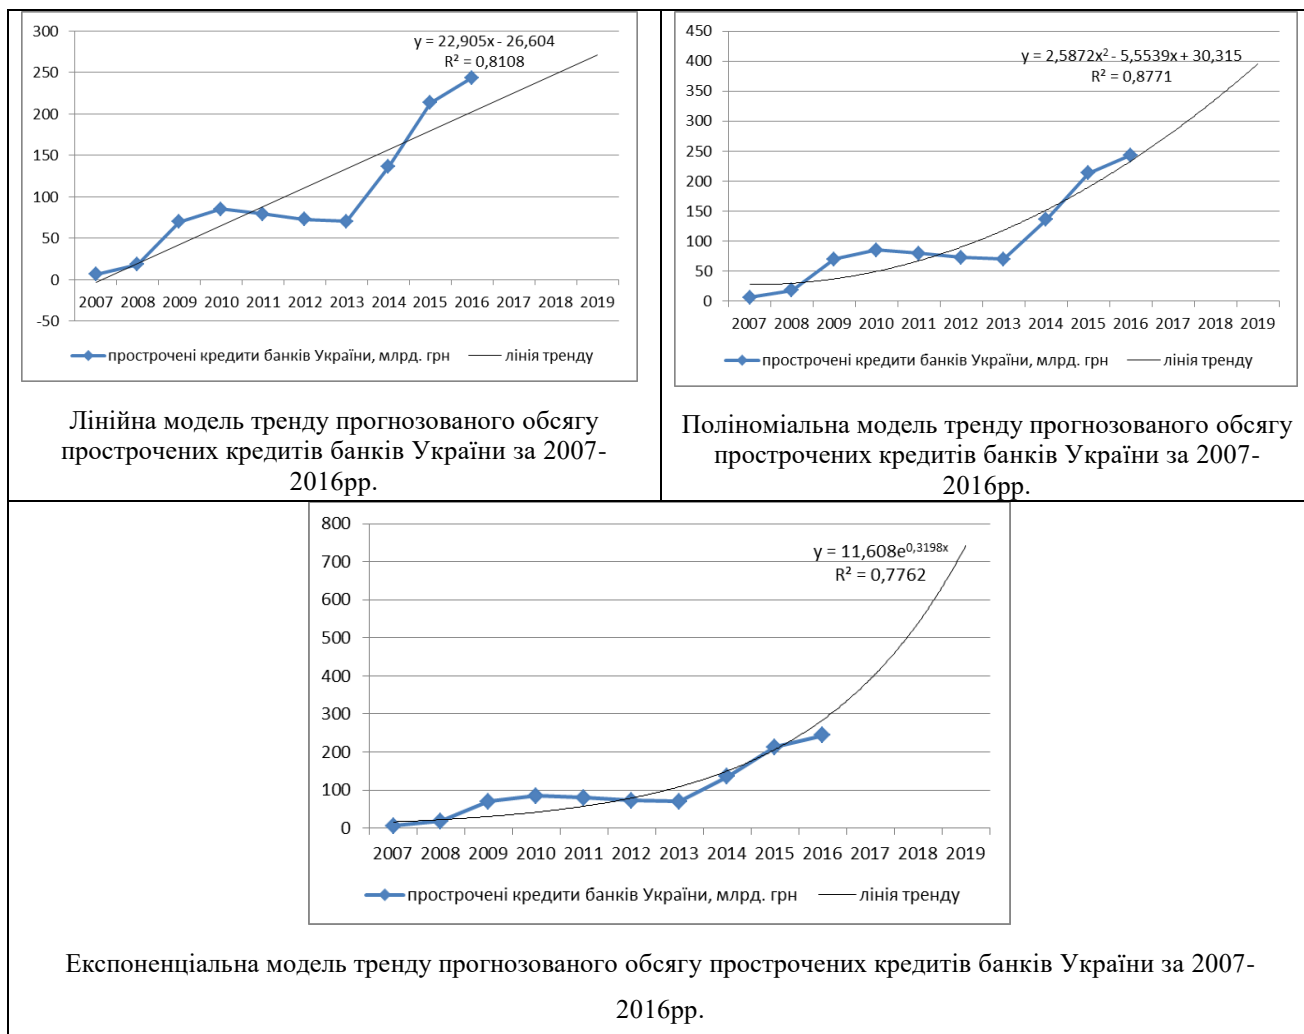 300
250
200
150
100
50
0
-50
y = 22,905x - 26,604
R² = 0,8108
2007 2008 2009 2010 2011 2012 2013 2014 2015 2016 2017 2018 2019
прострочені кредити банків України, млрд. грн лінія тренду
Лінійна модель тренду прогнозованого обсягу
прострочених кредитів банків України за 2007-
2016рр.
450
400
350
300
250
200
150
100
50
0
y = 2,5872x² - 5,5539x + 30,315
R² = 0,8771
2007 2008 2009 2010 2011 2012 2013 2014 2015 2016 2017 2018 2019
прострочені кредити банків України, млрд. грн лінія тренду
Поліноміальна модель тренду прогнозованого обсягу
прострочених кредитів банків України за 2007-
2016рр.
800
700
600
500
400
300
200
100
0
y = 11,608e^0,3198x
R² = 0,7762
2007 2008 2009 2010 2011 2012 2013 2014 2015 2016 2017 2018 2019
прострочені кредити банків України, млрд. грн лінія тренду
Експоненціальна модель тренду прогнозованого обсягу прострочених кредитів банків України за 2007-
2016рр.